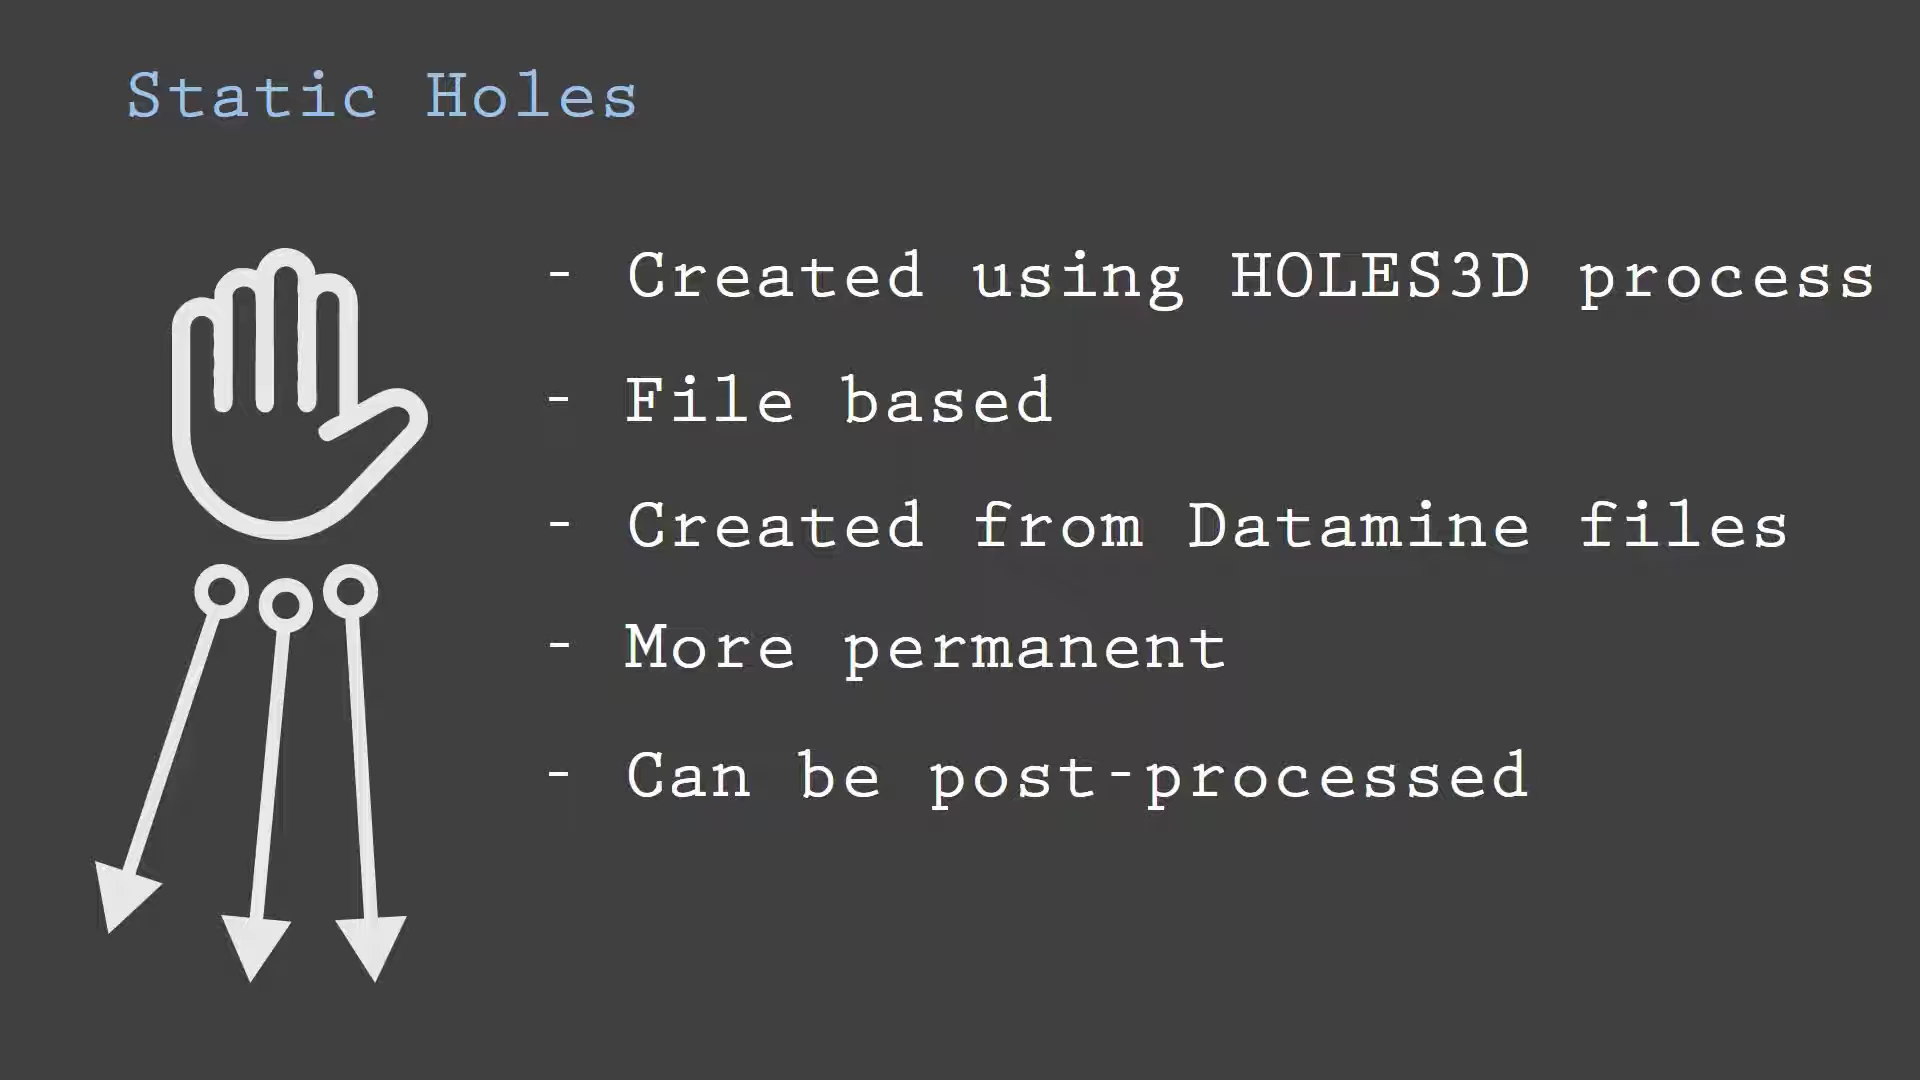 Static Holes
- Created using HOLES3D process
- File based
- Created from Datamine files
- More permanent
- Can be post-processed